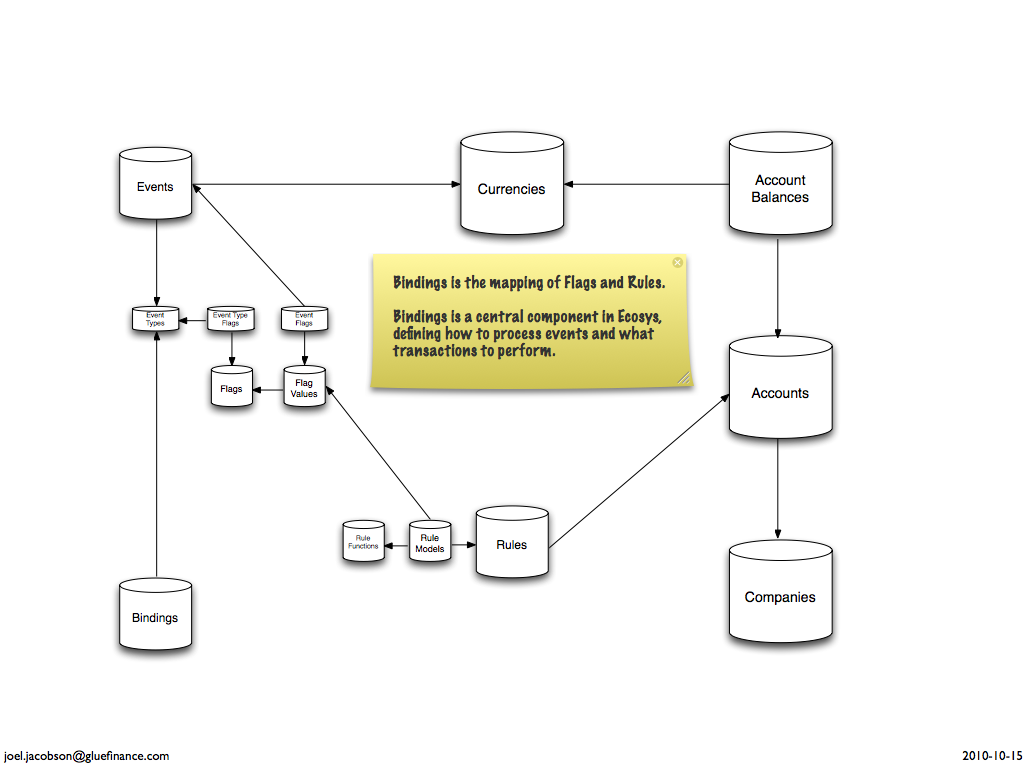 Events
Currencies
Account
Balances
Bindings is the mapping of Flags and Rules.
Bindings is a central component in Ecosys,
defining how to process events and what
transactions to perform.
Event
Types
Event Type
Flags
Event
Flags
Flags
Flag
Values
Accounts
Rule
Functions
Rule
Models
Rules
Bindings
Companies
joel.jacobson@gluefinance.com
2010-10-15